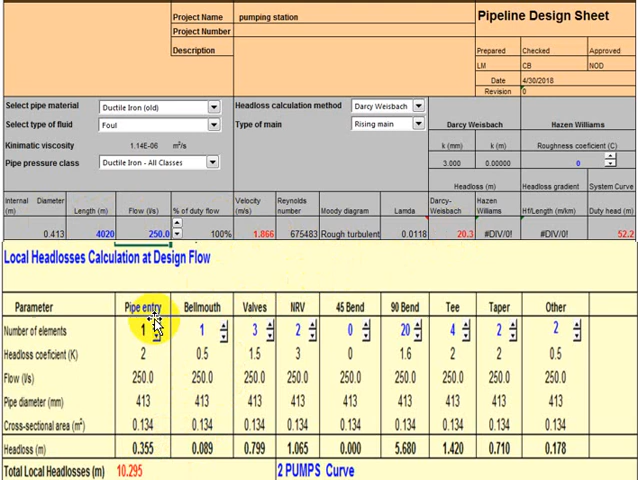 Project Name pumping station Pipeline Design Sheet
Project Number
Description Prepared Checked Approved
LM CB NOD
Date 4/30/2018
Revision 0
Select pipe material Ductile Iron (old) Headloss calculation method Darcy Weisbach
Select type of fluid Foul Type of main Rising main Darcy Weisbach Hazen Williams
Kinimatic viscosity 1.14E-06 m²/s k (mm) k (m) Roughness coeficient (C)
Pipe pressure class Ductile Iron - All Classes 3.000 0.00000 0
Headloss (m) Headloss gradient System Curve
Internal Diameter (m) Length (m) Flow (l/s) % of duty flow Velocity (m/s) Reynolds number Moody diagram Lamda Darcy-Weisbach Hazen Williams Hf/Length (m/km) Duty head (m)
0.413 4020 250.0 100% 1.866 675483 Rough turbulent 0.0118 20.3 #DIV/0! #DIV/0! 52.2
Local Headlosses Calculation at Design Flow
Parameter Pipe entry Bellmouth Valves NRV 45 Bend 90 Bend Tee Taper Other
Number of elements 1 1 3 2 0 20 4 2 2
Headloss coeficient (K) 2 0.5 1.5 3 0 1.6 2 2 0.5
Flow (l/s) 250.0 250.0 250.0 250.0 250.0 250.0 250.0 250.0 250.0
Pipe diameter (mm) 413 413 413 413 413 413 413 413 413
Cross-sectional area (m²) 0.134 0.134 0.134 0.134 0.134 0.134 0.134 0.134 0.134
Headloss (m) 0.355 0.089 0.799 1.065 0.000 5.680 1.420 0.710 0.178
Total Local Headlosses (m) 10.295 2 PUMPS Curve